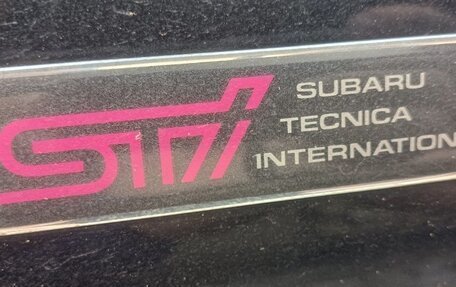 STI
SUBARU
TECNICA
INTERNATION